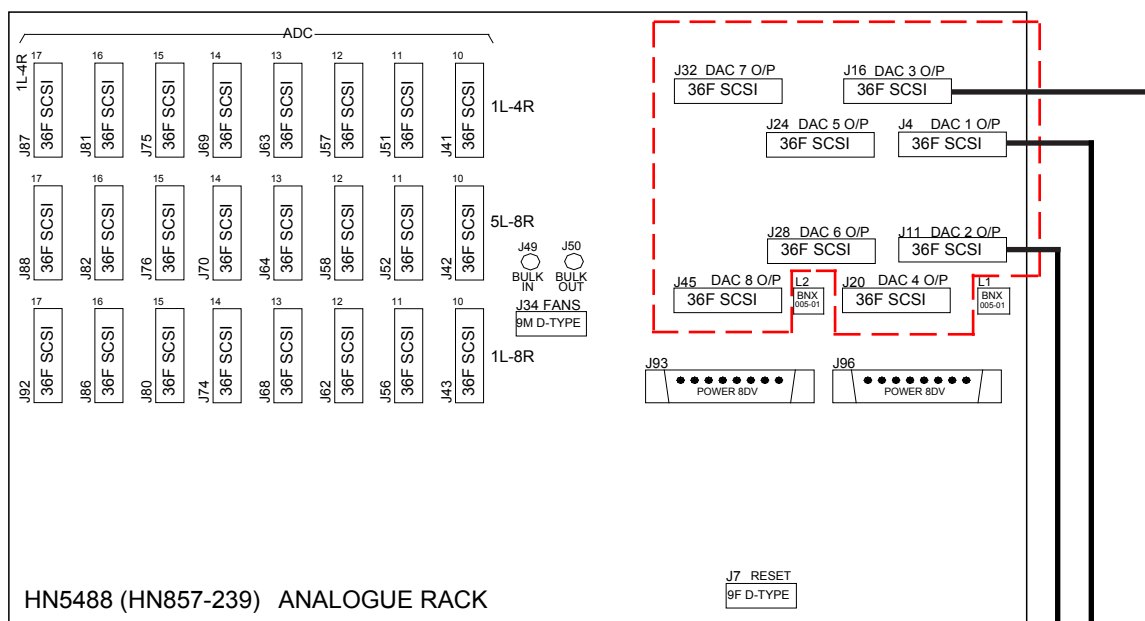 ADC
17 16 15 14 13 12 11 10
1L-4R
36F SCSI 36F SCSI 36F SCSI 36F SCSI 36F SCSI 36F SCSI 36F SCSI 36F SCSI
J87 J81 J75 J69 J63 J57 J51 J41
1L-4R
17 16 15 14 13 12 11 10
36F SCSI 36F SCSI 36F SCSI 36F SCSI 36F SCSI 36F SCSI 36F SCSI 36F SCSI
J88 J82 J76 J70 J64 J58 J52 J42
5L-8R
17 16 15 14 13 12 11 10
36F SCSI 36F SCSI 36F SCSI 36F SCSI 36F SCSI 36F SCSI 36F SCSI 36F SCSI
J92 J86 J80 J74 J68 J62 J56 J43
1L-8R
J49
BULK
IN
J50
BULK
OUT
J34 FANS
9M D-TYPE
J32 DAC 7 O/P
36F SCSI
J16 DAC 3 O/P
36F SCSI
J24 DAC 5 O/P
36F SCSI
J4 DAC 1 O/P
36F SCSI
J28 DAC 6 O/P
36F SCSI
J11 DAC 2 O/P
36F SCSI
J45 DAC 8 O/P
36F SCSI
L2
BNX
005-01
J20 DAC 4 O/P
36F SCSI
L1
BNX
005-01
J93
POWER 8DV
J96
POWER 8DV
J7 RESET
9F D-TYPE
HN5488 (HN857-239) ANALOGUE RACK